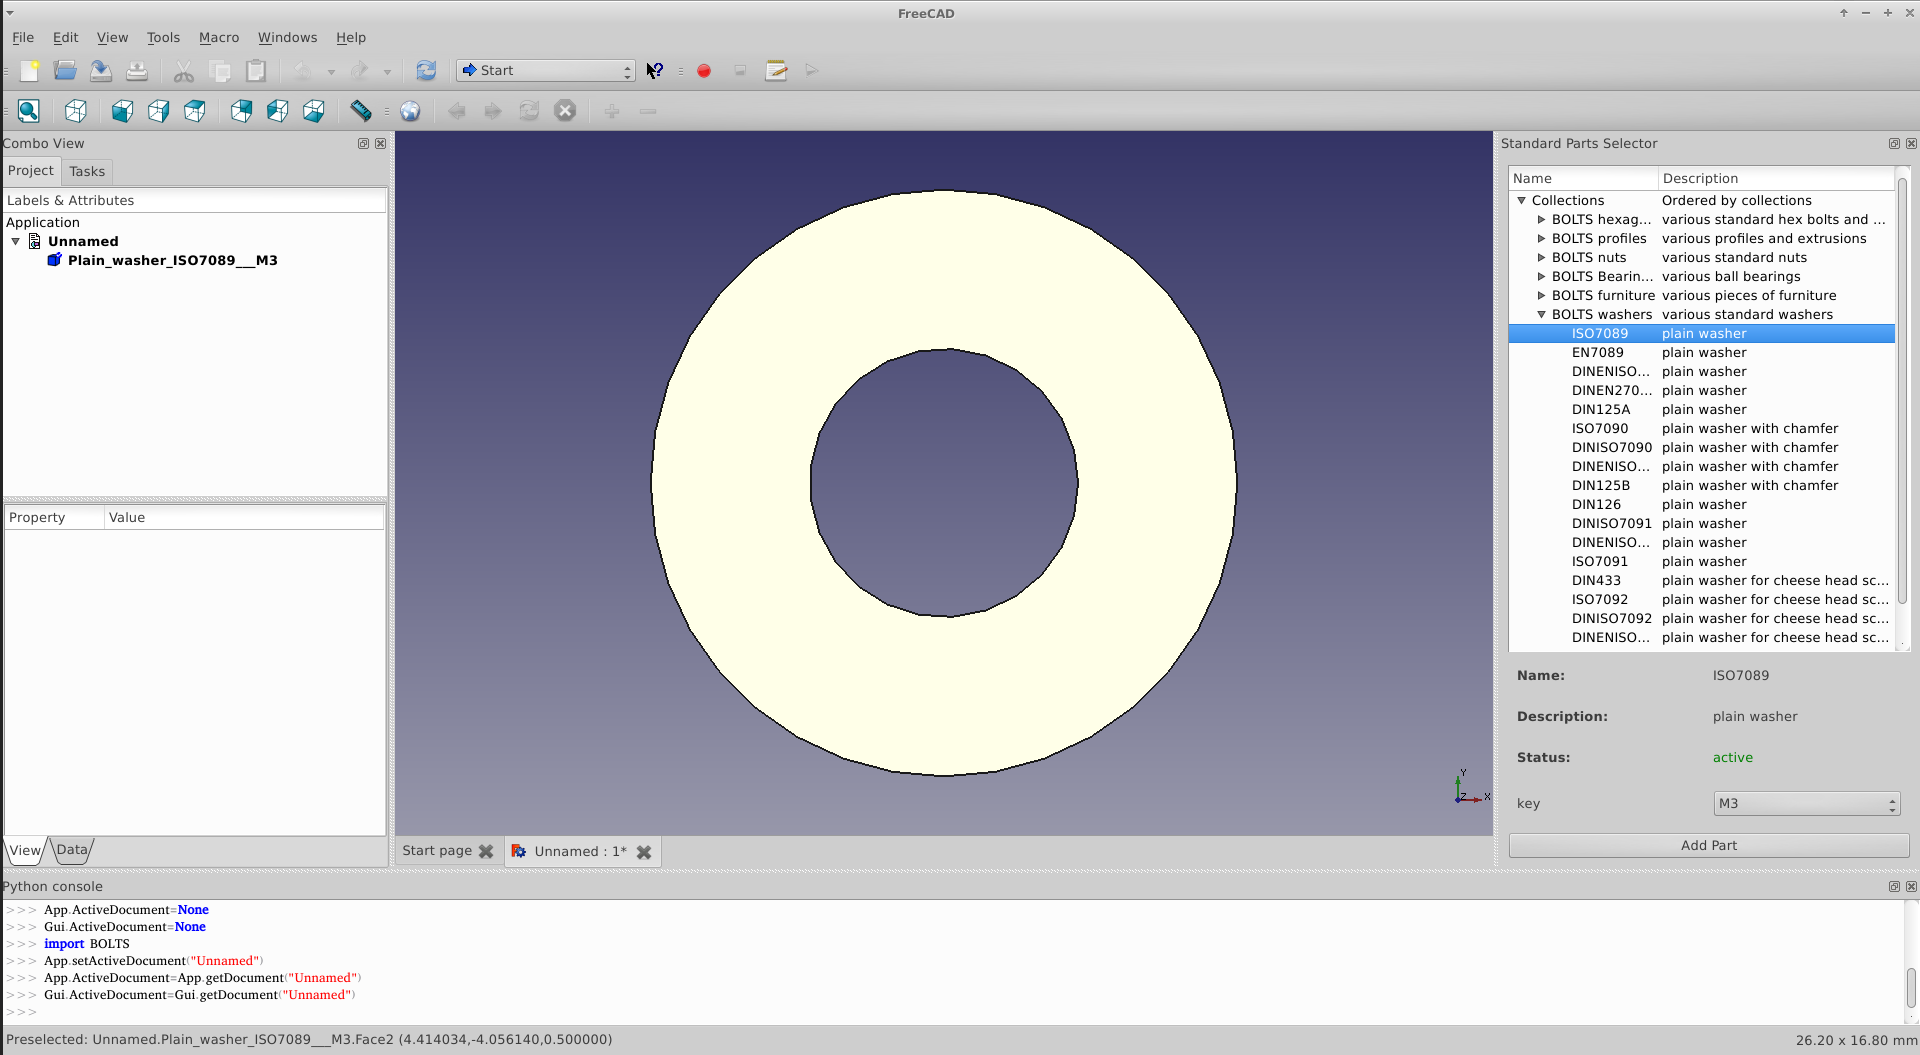 FreeCAD
File Edit View Tools Macro Windows Help
Start
Combo View
Project Tasks
Labels & Attributes
Application
Unnamed
Plain_washer_ISO7089___M3
Property Value
View Data
Y
Z X
Start page Unnamed : 1*
Standard Parts Selector
Name Description
Collections Ordered by collections
BOLTS hexag... various standard hex bolts and ...
BOLTS profiles various profiles and extrusions
BOLTS nuts various standard nuts
BOLTS Bearin... various ball bearings
BOLTS furniture various pieces of furniture
BOLTS washers various standard washers
ISO7089 plain washer
EN7089 plain washer
DINENISO... plain washer
DINEN270... plain washer
DIN125A plain washer
ISO7090 plain washer with chamfer
DINISO7090 plain washer with chamfer
DINENISO... plain washer with chamfer
DIN125B plain washer with chamfer
DIN126 plain washer
DINISO7091 plain washer
DINENISO... plain washer
ISO7091 plain washer
DIN433 plain washer for cheese head sc...
ISO7092 plain washer for cheese head sc...
DINISO7092 plain washer for cheese head sc...
DINENISO... plain washer for cheese head sc...
Name: ISO7089
Description: plain washer
Status: active
key M3
Add Part
Python console
>>> App.ActiveDocument=None
>>> Gui.ActiveDocument=None
>>> import BOLTS
>>> App.setActiveDocument("Unnamed")
>>> App.ActiveDocument=App.getDocument("Unnamed")
>>> Gui.ActiveDocument=Gui.getDocument("Unnamed")
>>>
Preselected: Unnamed.Plain_washer_ISO7089___M3.Face2 (4.414034,-4.056140,0.500000) 26.20 x 16.80 mm